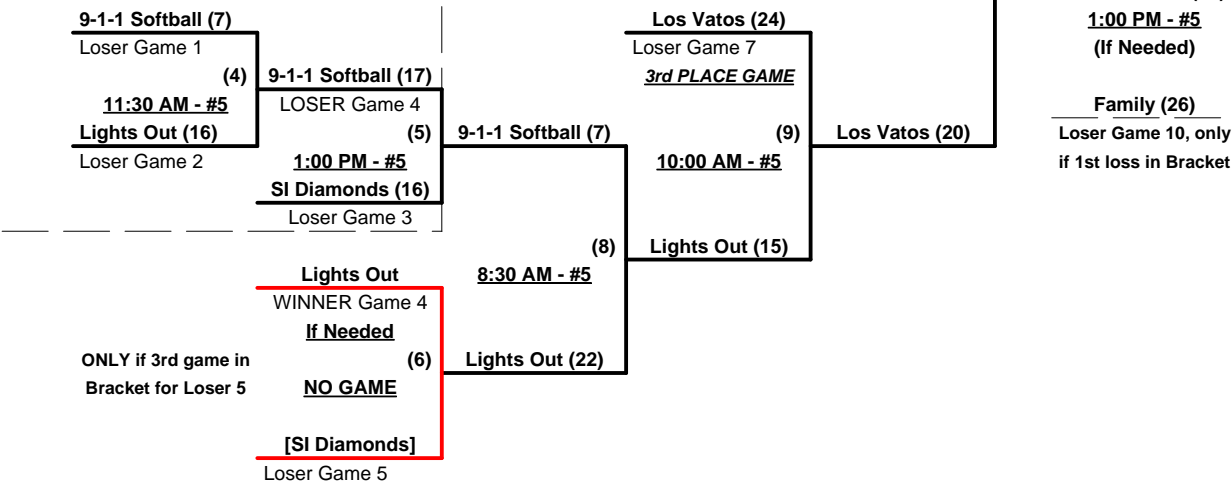 9-1-1 Softball (7)
Loser Game 1
(4)
11:30 AM - #5
Lights Out (16)
Loser Game 2
9-1-1 Softball (17)
LOSER Game 4
(5)
1:00 PM - #5
SI Diamonds (16)
Loser Game 3
Lights Out
WINNER Game 4
If Needed
ONLY if 3rd game in
Bracket for Loser 5
(6)
NO GAME
[SI Diamonds]
Loser Game 5
9-1-1 Softball (7)
(8)
8:30 AM - #5
Lights Out (22)
Los Vatos (24)
Loser Game 7
3rd PLACE GAME
(9)
10:00 AM - #5
Lights Out (15)
Los Vatos (20)
1:00 PM - #5
(If Needed)
Family (26)
Loser Game 10, only
if 1st loss in Bracket